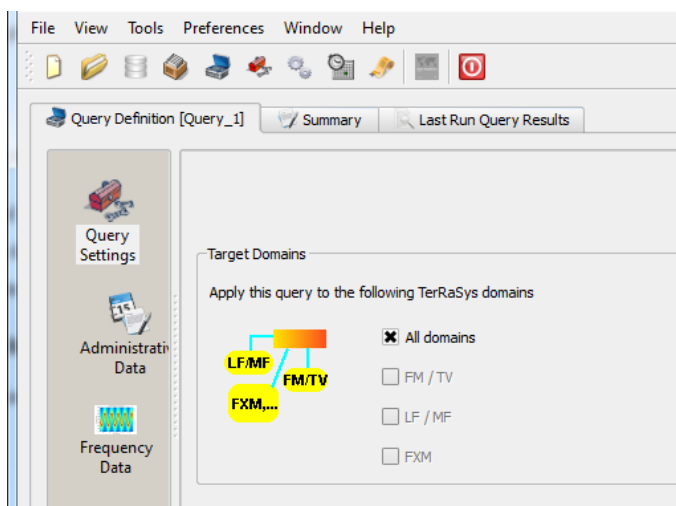 File View Tools Preferences Window Help
Query Definition [Query_1] Summary Last Run Query Results
Query
Settings
Target Domains
Apply this query to the following TerRaSys domains
All domains
LF/MF
FM/TV
FXM,...
FM / TV
LF / MF
FXM
Administrativ
Data
Frequency
Data